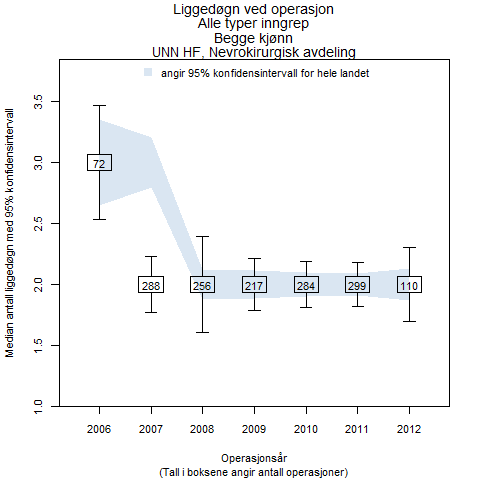 Liggedøgn ved operasjon
Alle typer inngrep
Begge kjønn
UNN HF, Nevrokirurgisk avdeling
angir 95% konfidensintervall for hele landet
Median antall liggedøgn med 95% konfidensintervall
3.5
3.0
2.5
2.0
1.5
1.0
72
288
256
217
284
299
110
2006 2007 2008 2009 2010 2011 2012
Operasjonsår
(Tall i boksene angir antall operasjoner)